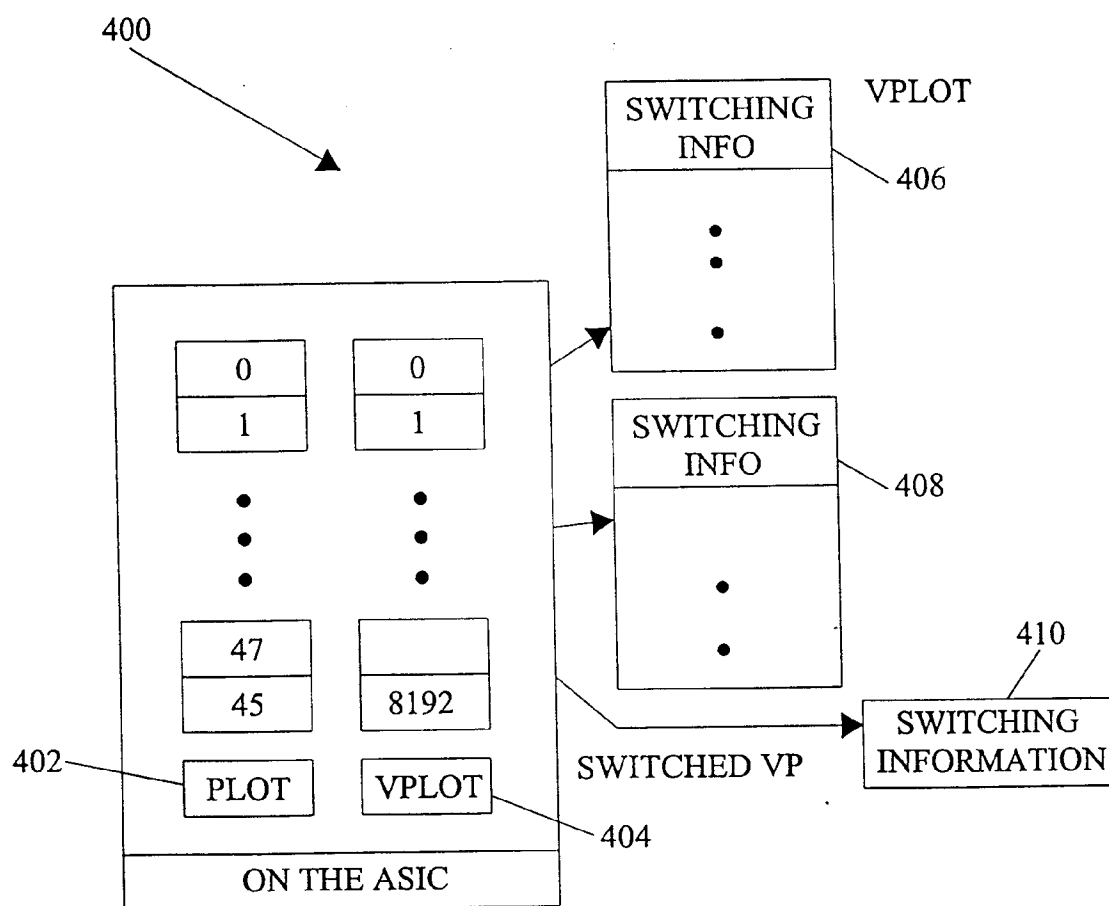 400
SWITCHING
INFO
VPLOT
406
0
0
1
1
SWITCHING
INFO
408
47
45
8192
410
SWITCHING
INFORMATION
SWITCHED VP
402
PLOT
VPLOT
404
ON THE ASIC